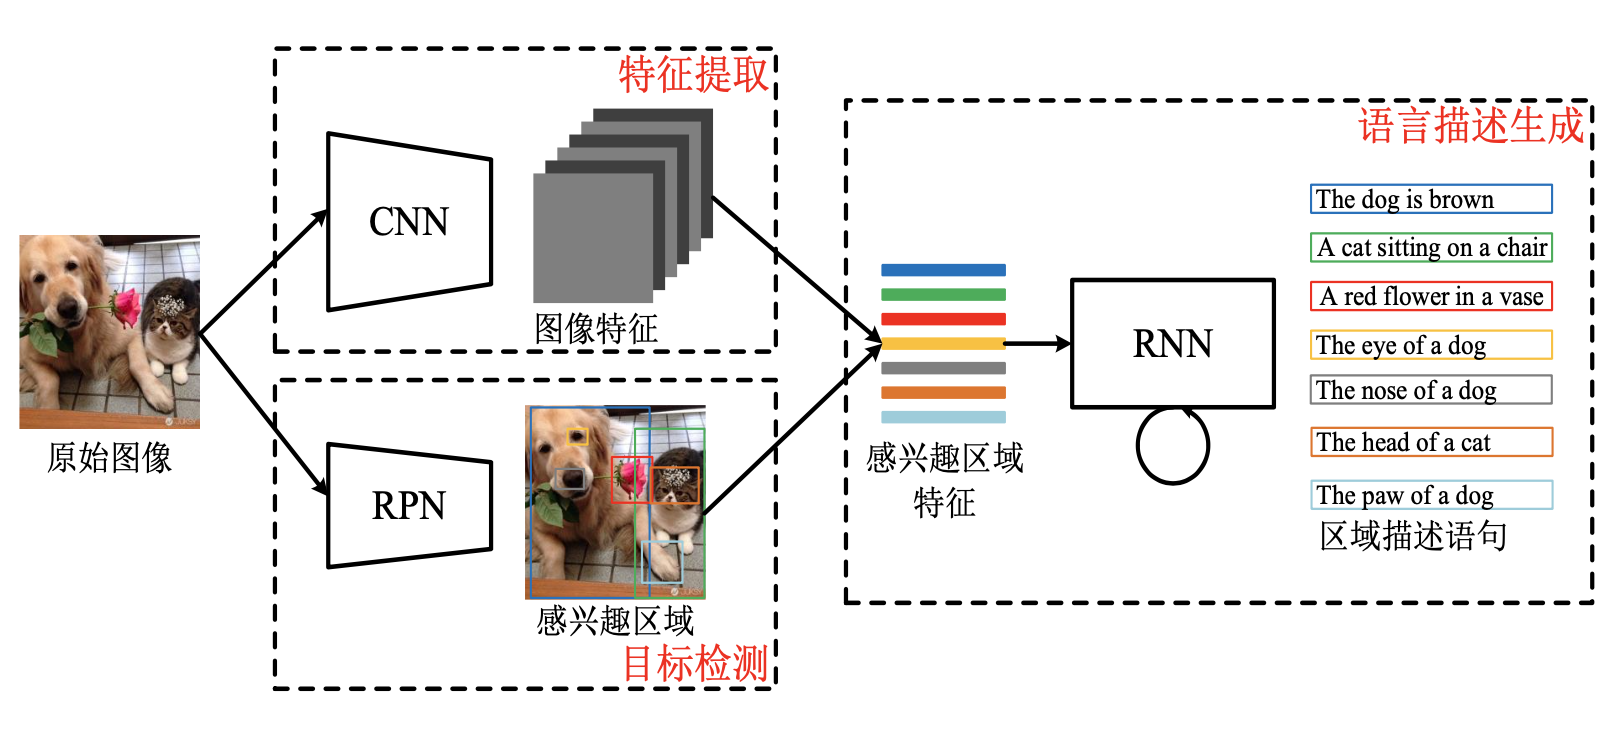 特征提取
CNN
图像特征
原始图像
RPN
感兴趣区域
目标检测
语言描述生成
感兴趣区域
特征
RNN
The dog is brown
A cat sitting on a chair
A red flower in a vase
The eye of a dog
The nose of a dog
The head of a cat
The paw of a dog
区域描述语句